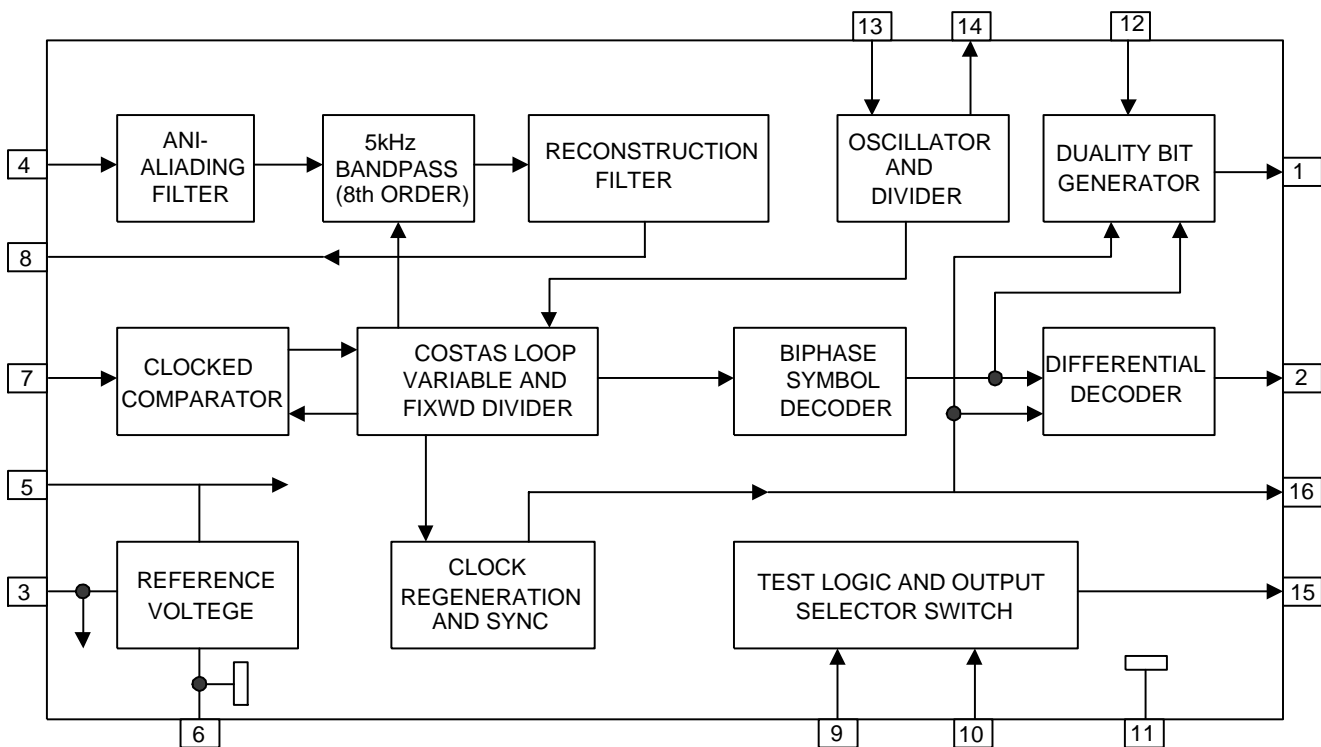 13
14
12
4
ANI-
ALIADING
FILTER
5kHz
BANDPASS
(8th ORDER)
RECONSTRUCTION
FILTER
OSCILLATOR
AND
DIVIDER
DUALITY BIT
GENERATOR
1
8
7
CLOCKED
COMPARATOR
COSTAS LOOP
VARIABLE AND
FIXWD DIVIDER
BIPHASE
SYMBOL
DECODER
DIFFERENTIAL
DECODER
2
5
16
3
REFERENCE
VOLTEGE
CLOCK
REGENERATION
AND SYNC
TEST LOGIC AND OUTPUT
SELECTOR SWITCH
15
6
9
10
11